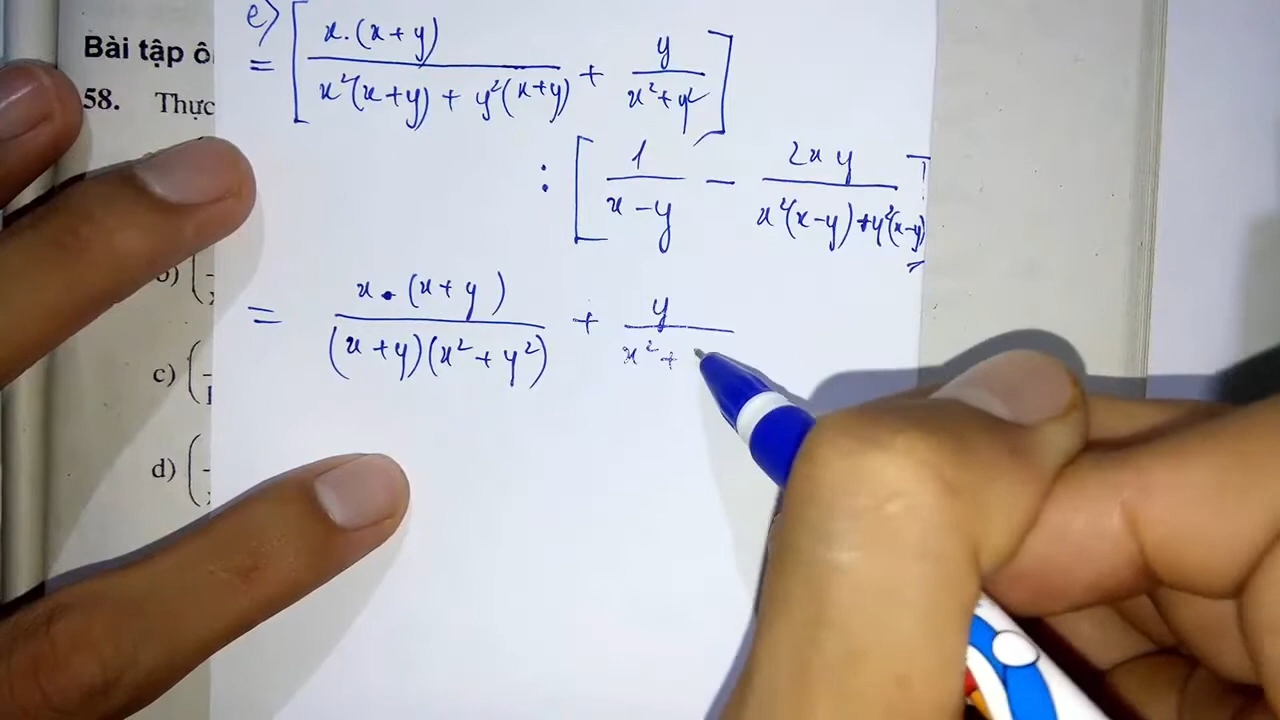 Bài tập ô
58. Thực
b) (
c) (
d) (
e)
= [ x.(x+y) / x²(x+y) + y²(x+y) + y / x²+y² ]
: [ 1 / x-y - 2xy / x²(x-y)+y²(x-y) ]
= x.(x+y) / (x+y)(x²+y²) + y / x²+